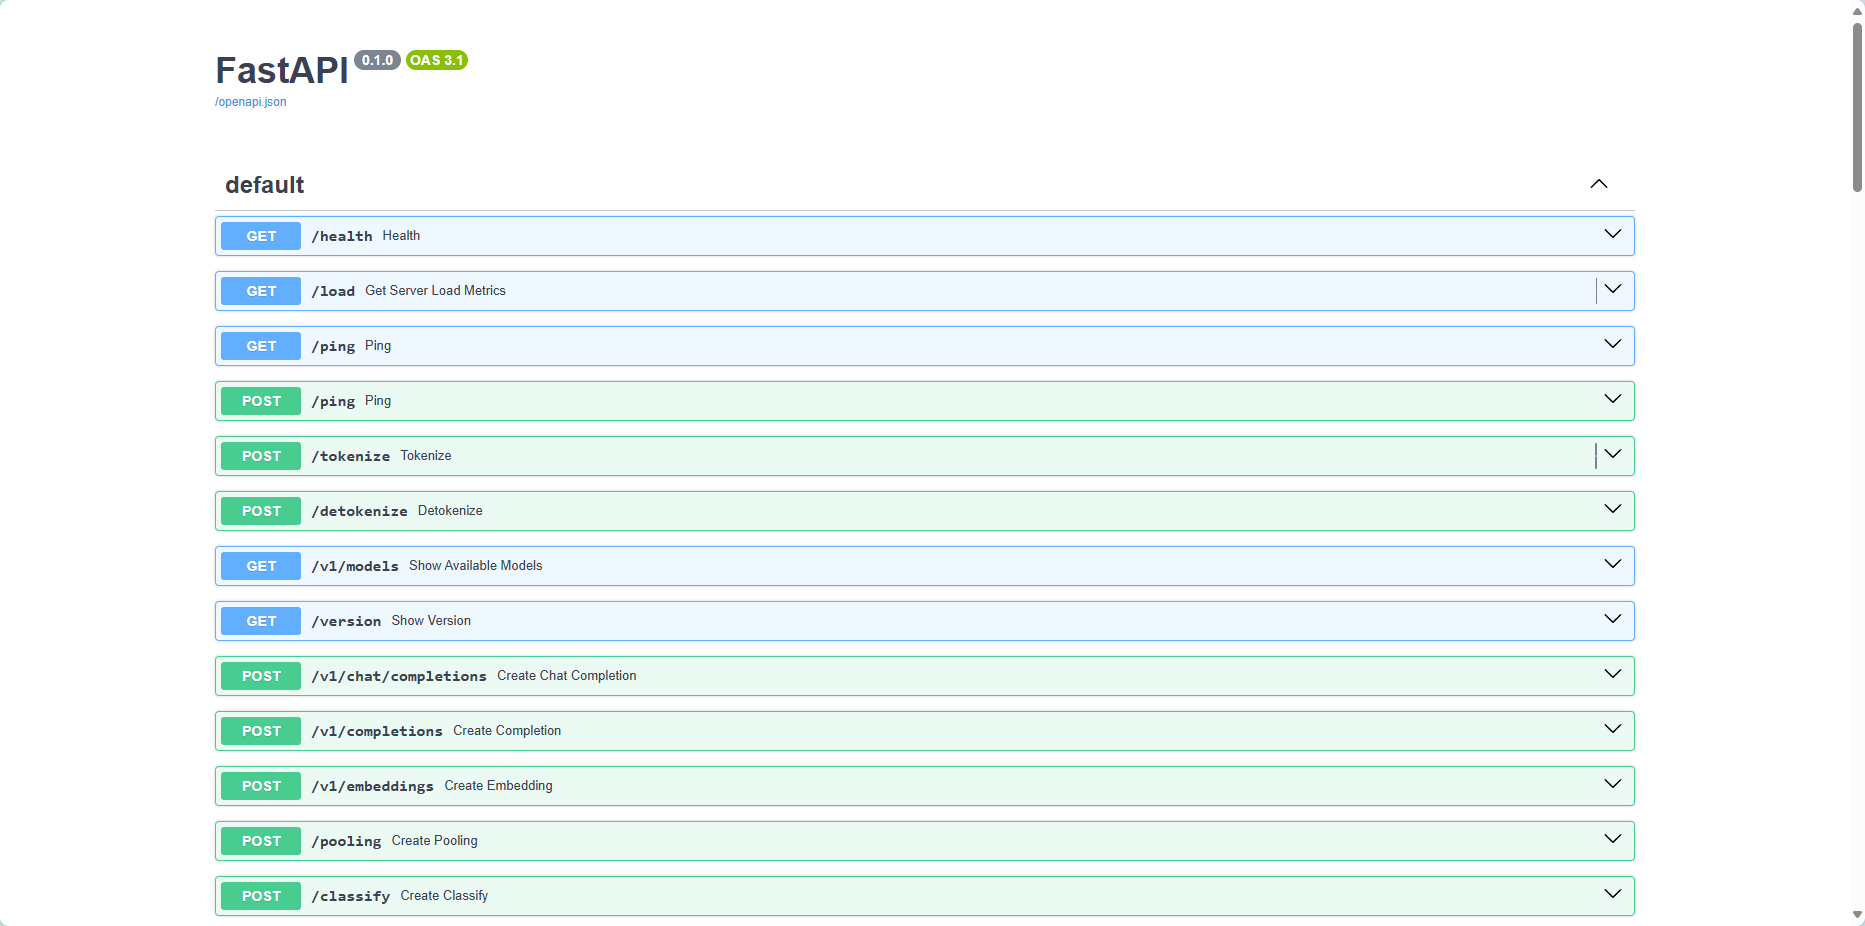 FastAPI 0.1.0 OAS 3.1
/openapi.json
default
GET /health Health
GET /load Get Server Load Metrics
GET /ping Ping
POST /ping Ping
POST /tokenize Tokenize
POST /detokenize Detokenize
GET /v1/models Show Available Models
GET /version Show Version
POST /v1/chat/completions Create Chat Completion
POST /v1/completions Create Completion
POST /v1/embeddings Create Embedding
POST /pooling Create Pooling
POST /classify Create Classify